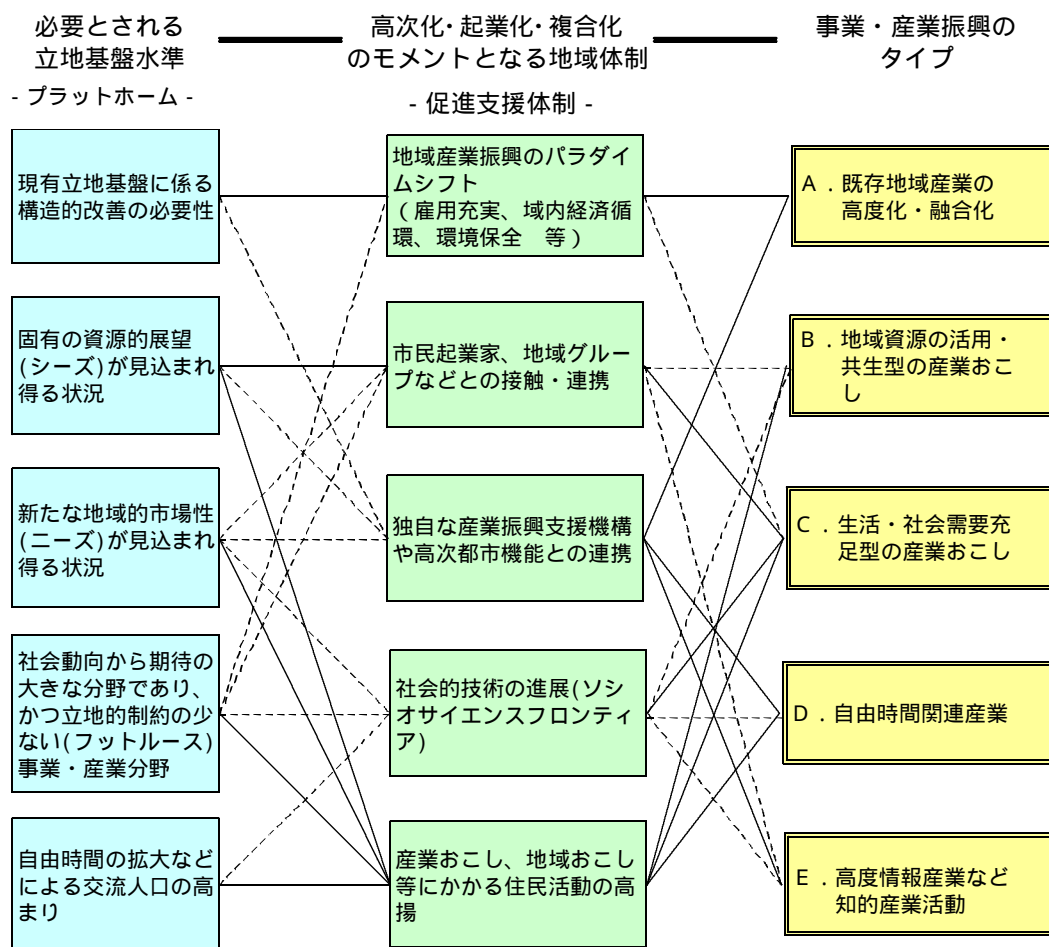 必要とされる
立地基盤水準
- プラットホーム -
高次化・起業化・複合化
のモメントとなる地域体制
- 促進支援体制 -
事業・産業振興の
タイプ
現有立地基盤に係る
構造的改善の必要性
固有の資源的展望
(シーズ)が見込まれ
得る状況
新たな地域的市場性
(ニーズ)が見込まれ
得る状況
社会動向から期待の
大きな分野であり、
かつ立地的制約の少
ない(フットルース)
事業・産業分野
自由時間の拡大など
による交流人口の高
まり
地域産業振興のパラダイ
ムシフト
(雇用充実、域内経済循
環、環境保全 等)
市民起業家、地域グルー
プなどとの接触・連携
独自な産業振興支援機構
や高次都市機能との連携
社会的技術の進展(ソシ
オサイエンスフロンティ
ア)
産業おこし、地域おこし
等にかかる住民活動の高
揚
A.既存地域産業の
高度化・融合化
B.地域資源の活用・
共生型の産業おこ
し
C.生活・社会需要充
足型の産業おこし
D.自由時間関連産業
E.高度情報産業など
知的産業活動